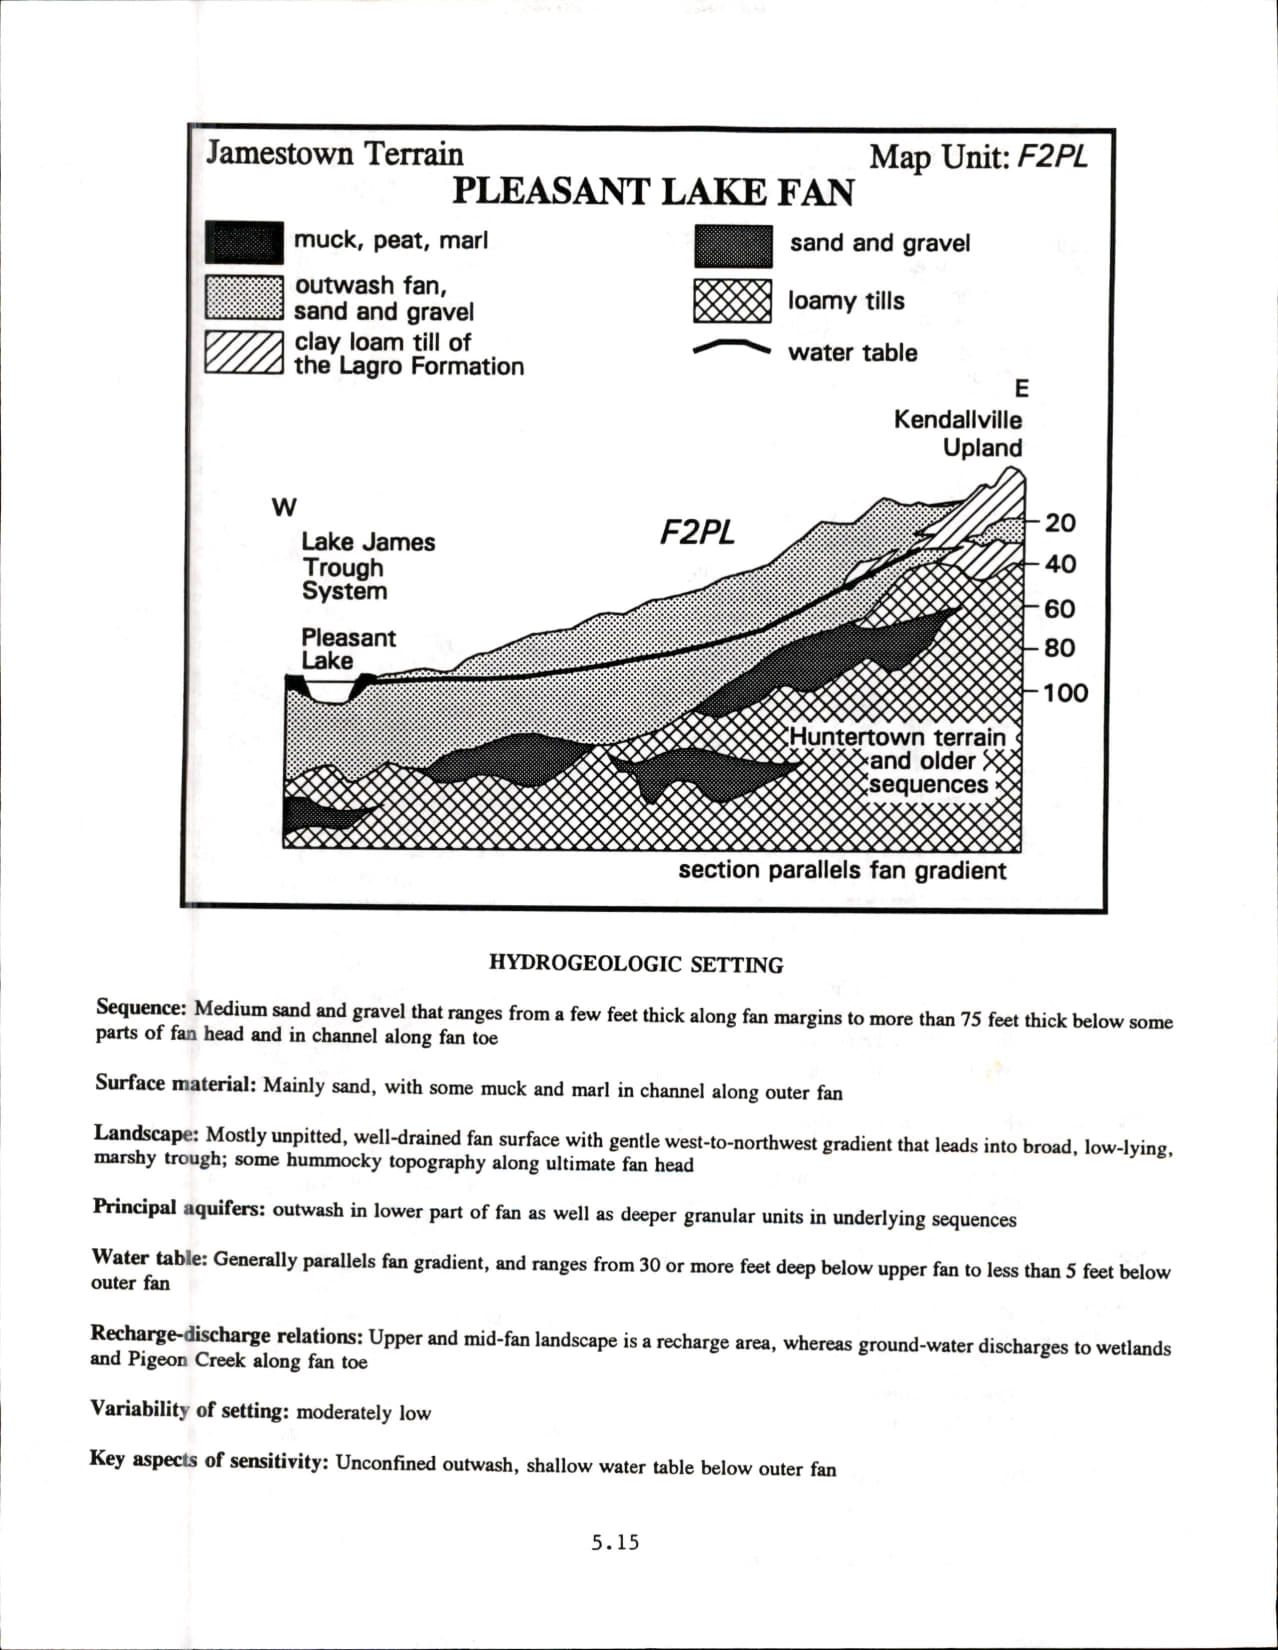 Jamestown Terrain
Map Unit: F2PL
PLEASANT LAKE FAN
muck, peat, marl
sand and gravel
outwash fan,
sand and gravel
loamy tills
clay loam till of
the Lagro Formation
water table
E
Kendallville
Upland
W
F2PL
Lake James
Trough
System
Pleasant
Lake
20
40
60
80
100
Huntertown terrain
and older
sequences
section parallels fan gradient
HYDROGEOLOGIC SETTING
Sequence: Medium sand and gravel that ranges from a few feet thick along fan margins to more than 75 feet thick below some
parts of fan head and in channel along fan toe
Surface material: Mainly sand, with some muck and marl in channel along outer fan
Landscape: Mostly unpitted, well-drained fan surface with gentle west-to-northwest gradient that leads into broad, low-lying,
marshy trough; some hummocky topography along ultimate fan head
Principal aquifers: outwash in lower part of fan as well as deeper granular units in underlying sequences
Water table: Generally parallels fan gradient, and ranges from 30 or more feet deep below upper fan to less than 5 feet below
outer fan
Recharge-discharge relations: Upper and mid-fan landscape is a recharge area, whereas ground-water discharges to wetlands
and Pigeon Creek along fan toe
Variability of setting: moderately low
Key aspects of sensitivity: Unconfined outwash, shallow water table below outer fan
5.15